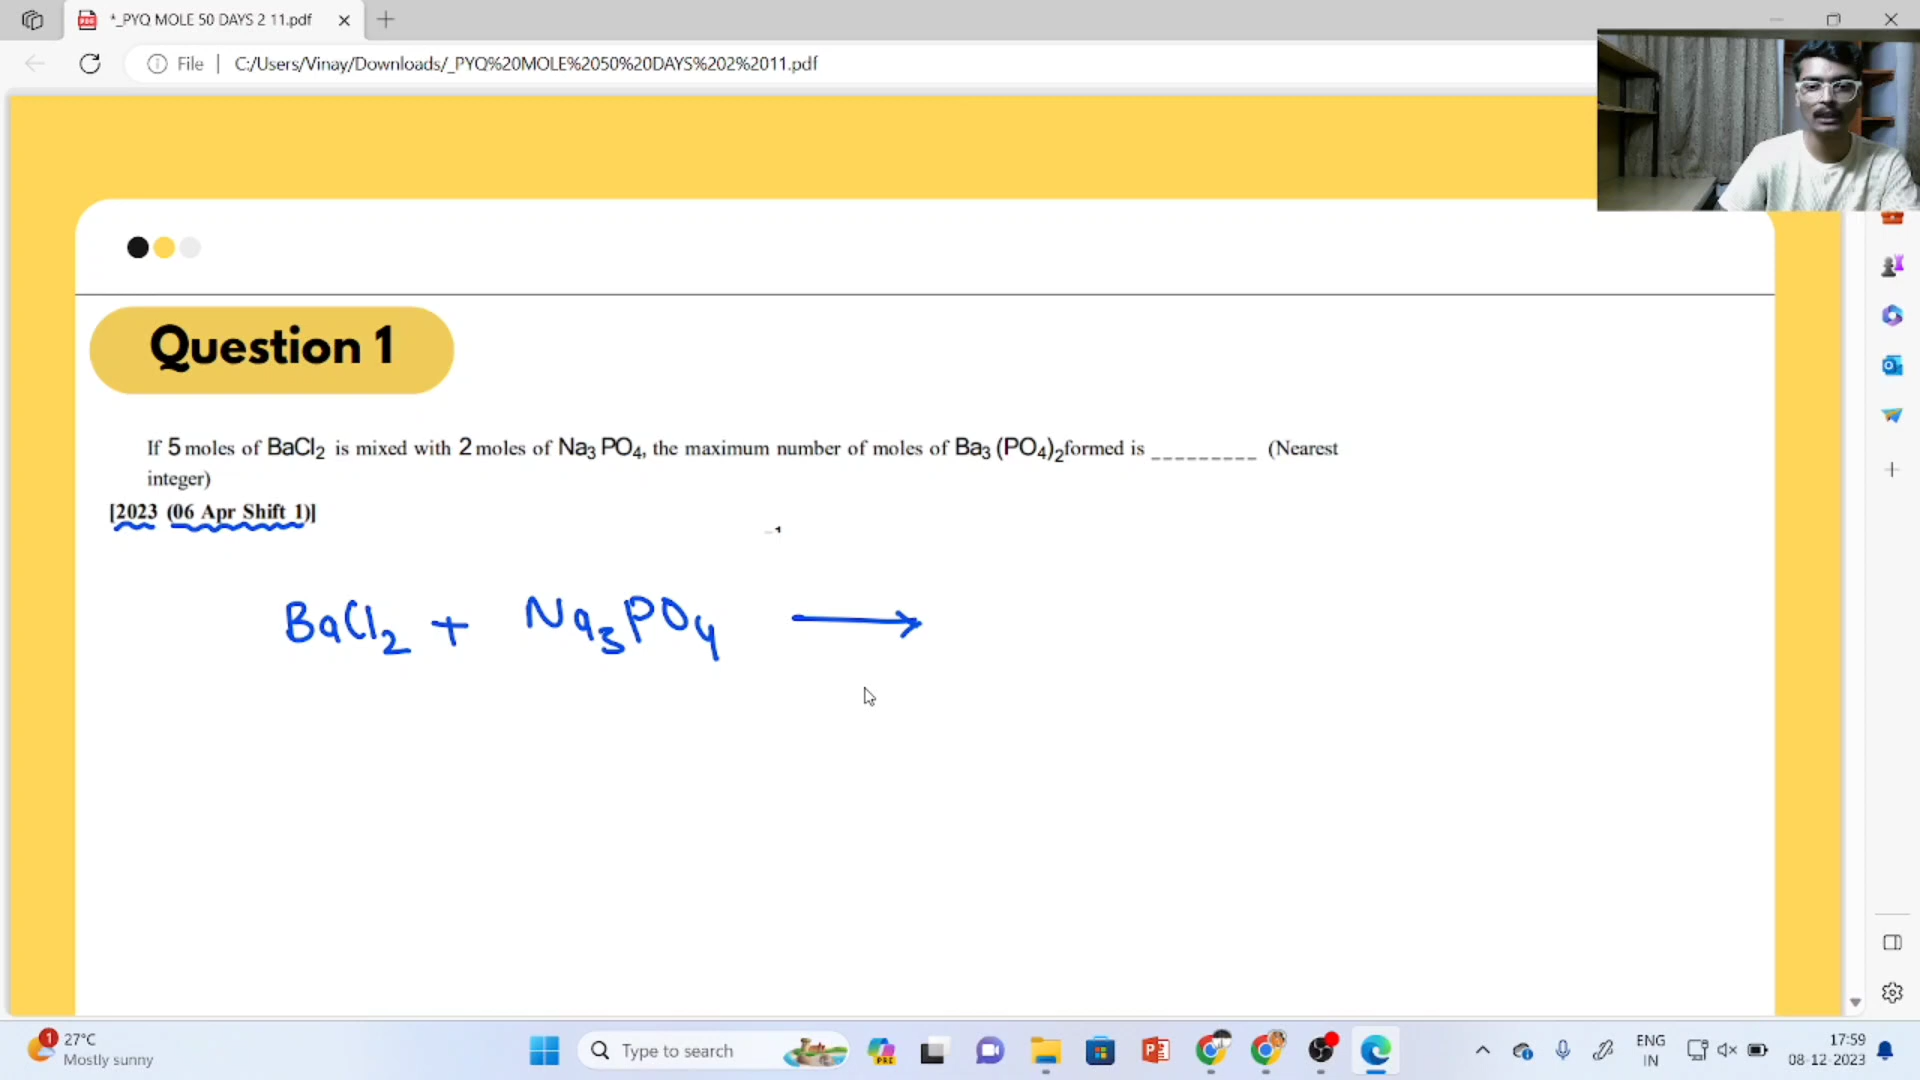 *_PYQ MOLE 50 DAYS 2 11.pdf
File | C:/Users/Vinay/Downloads/_PYQ%20MOLE%2050%20DAYS%202%2011.pdf
Question 1
If 5 moles of BaCl2 is mixed with 2 moles of Na3 PO4, the maximum number of moles of Ba3 (PO4)2formed is _________ (Nearest
integer)
[2023 (06 Apr Shift 1)]
BaCl2 + Na3PO4 →
1
27°C
Mostly sunny
Type to search
PRE
ENG
IN
17:59
08-12-2023